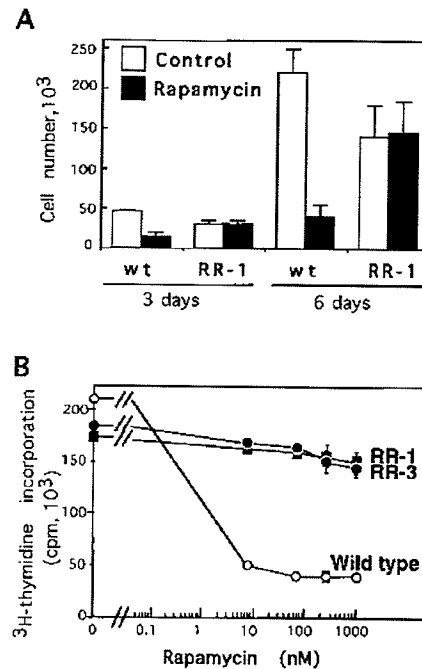 A
Control
Rapamycin
Cell number,10³
250
200
150
100
50
0
wt RR-1 wt RR-1
3 days 6 days
B
³H-thymidine incorporation
(cpm, 10³)
200
150
100
50
0
RR-1
RR-3
Wild type
0 0.1 1 10 100 1000
Rapamycin (nM)